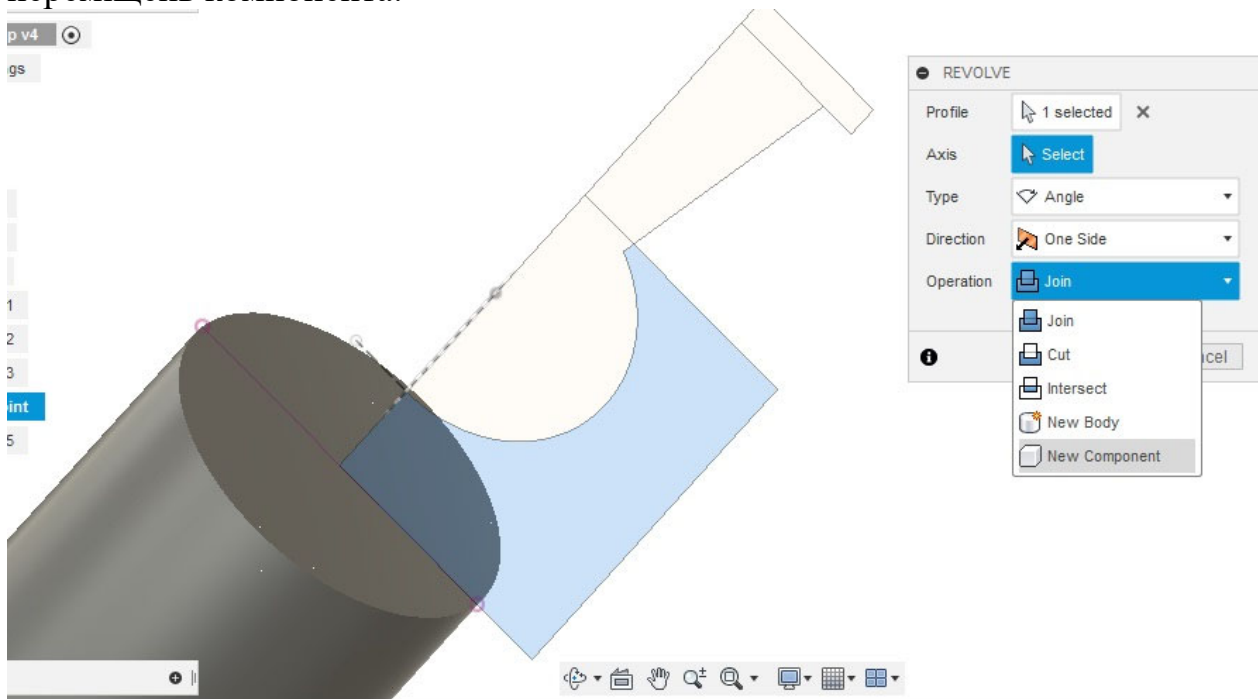 p v4
gs
1
2
3
int
5
REVOLVE
Profile 1 selected
Axis Select
Type Angle
Direction One Side
Operation Join
Join
Cut
Intersect
New Body
New Component
cel